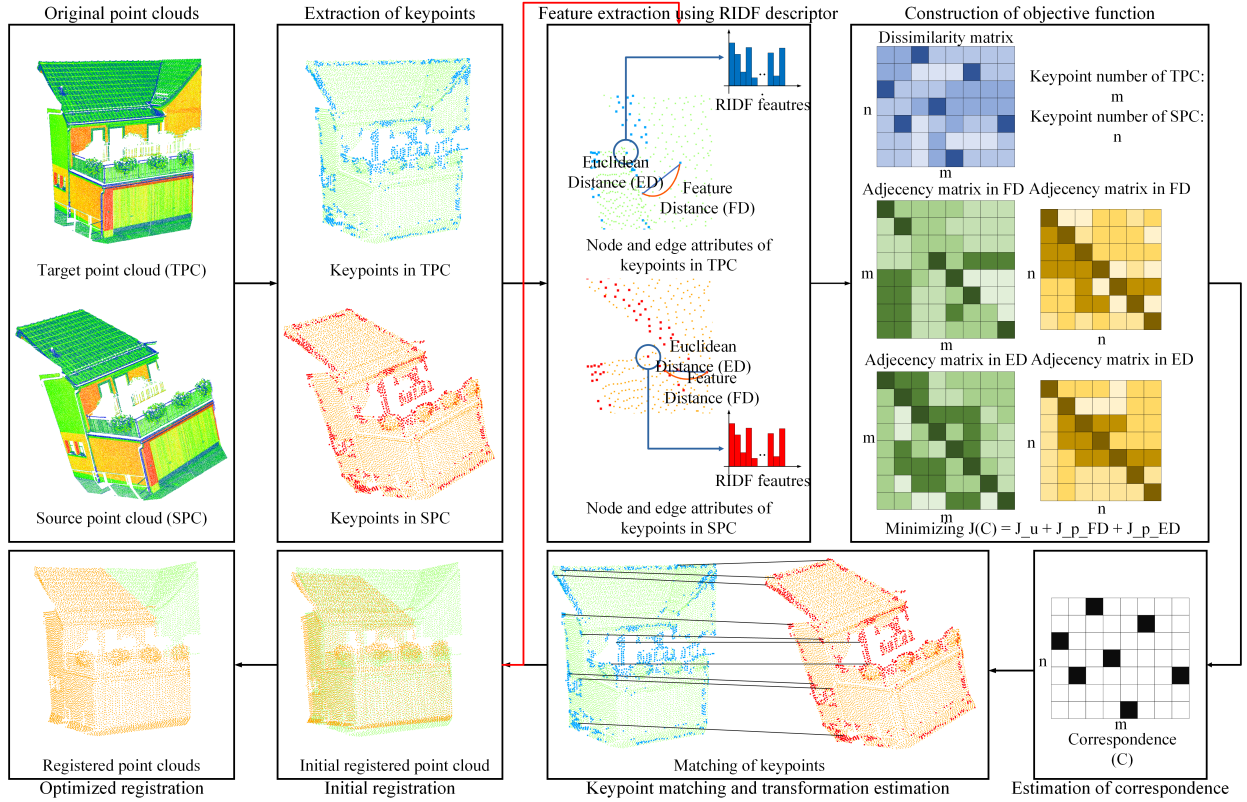 Original point clouds
Target point cloud (TPC)
Source point cloud (SPC)
Extraction of keypoints
Keypoints in TPC
Keypoints in SPC
Feature extraction using RIDF descriptor
RIDF feautres
Euclidean
Distance (ED)
Feature
Distance (FD)
Node and edge attributes of
keypoints in TPC
Euclidean
Distance (ED)
Feature
Distance (FD)
RIDF feautres
Node and edge attributes of
keypoints in SPC
Construction of objective function
Dissimilarity matrix
n
m
Keypoint number of TPC:
m
Keypoint number of SPC:
n
Adjecency matrix in FD
m
m
Adjecency matrix in FD
n
n
Adjecency matrix in ED
m
m
Adjecency matrix in ED
n
n
Minimizing J(C) = J_u + J_p_FD + J_p_ED
n
m
Correspondence
(C)
Estimation of correspondence
Matching of keypoints
Keypoint matching and transformation estimation
Initial registered point cloud
Initial registration
Registered point clouds
Optimized registration